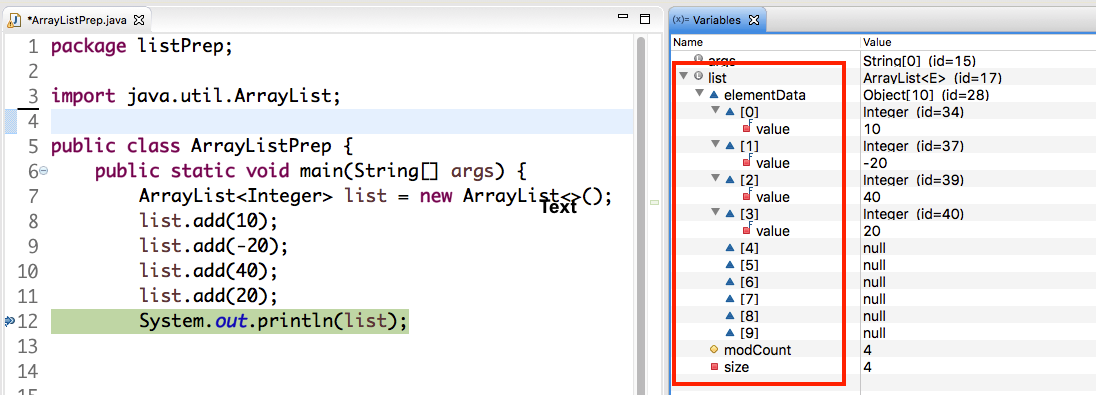 *ArrayListPrep.java
1 package listPrep;
2
3 import java.util.ArrayList;
4
5 public class ArrayListPrep {
6 public static void main(String[] args) {
7 ArrayList<Integer> list = new ArrayList<>();
Text
8 list.add(10);
9 list.add(-20);
10 list.add(40);
11 list.add(20);
12 System.out.println(list);
13
14
15
(x)= Variables
Name Value
args String[0] (id=15)
list ArrayList<E> (id=17)
elementData Object[10] (id=28)
[0] Integer (id=34)
value 10
[1] Integer (id=37)
value -20
[2] Integer (id=39)
value 40
[3] Integer (id=40)
value 20
[4] null
[5] null
[6] null
[7] null
[8] null
[9] null
modCount 4
size 4